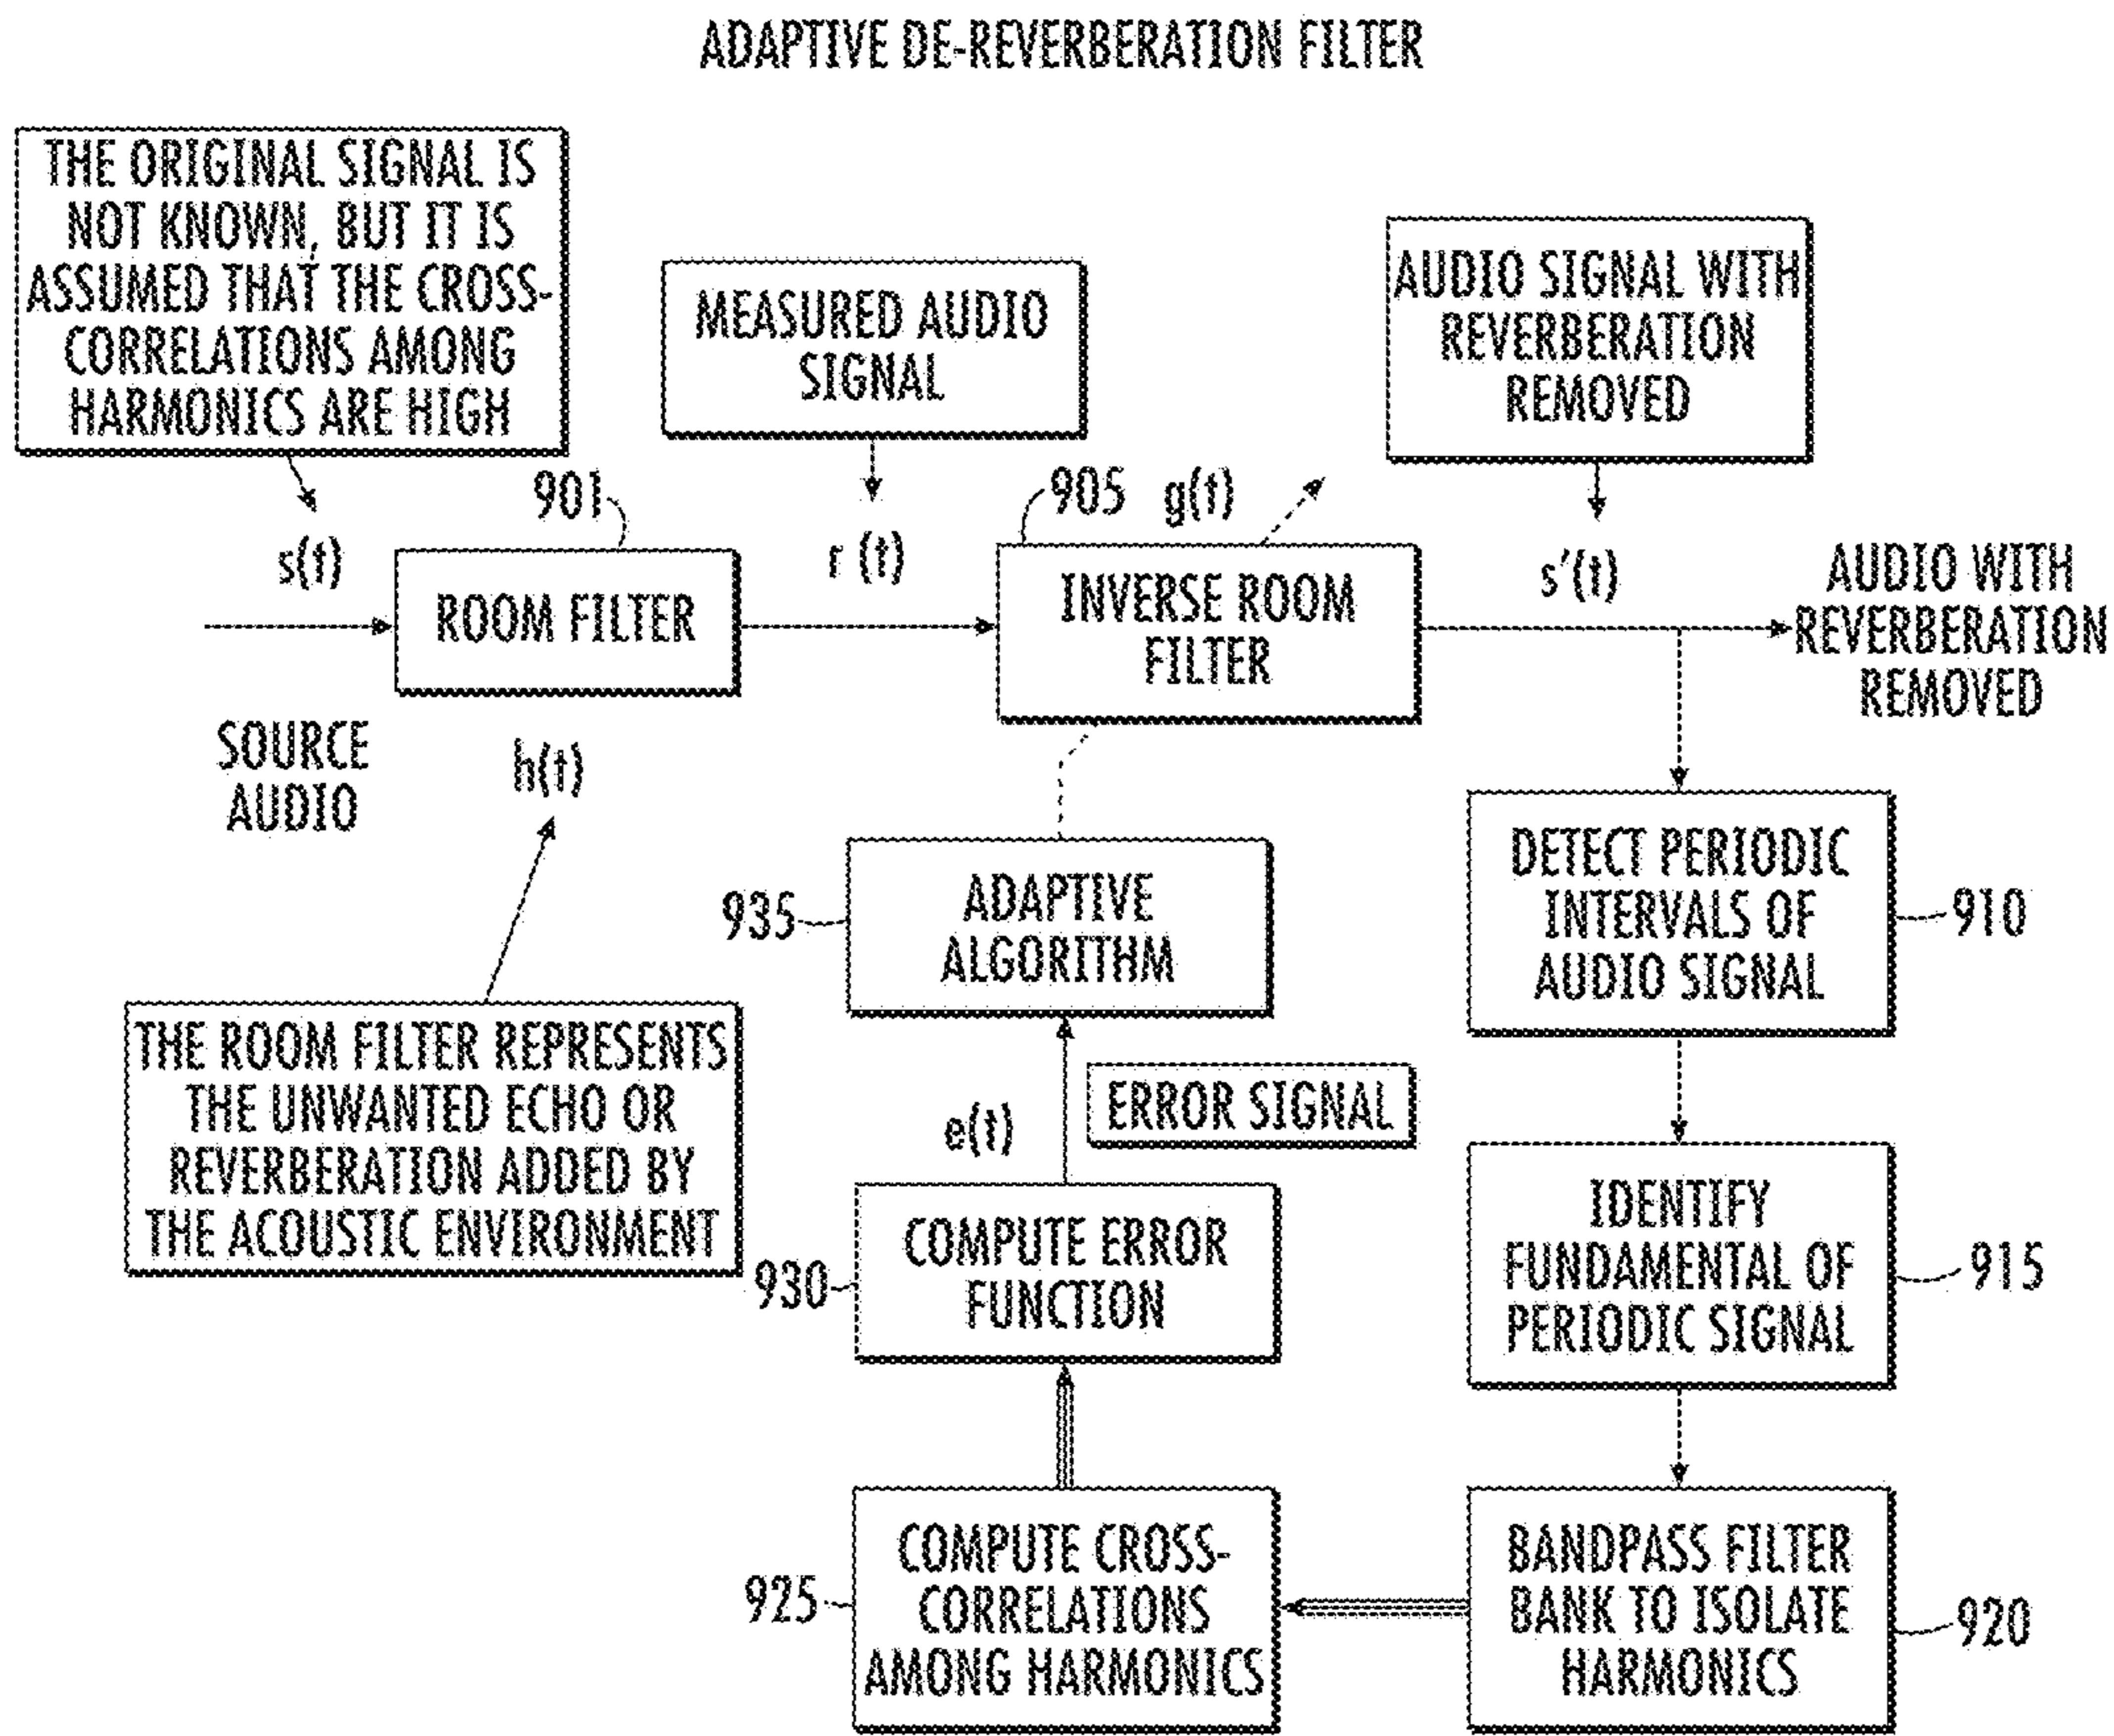 ADAPTIVE DE-REVERBERATION FILTER
THE ORIGINAL SIGNAL IS
NOT KNOWN, BUT IT IS
ASSUMED THAT THE CROSS-
CORRELATIONS AMONG
HARMONICS ARE HIGH
MEASURED AUDIO
SIGNAL
AUDIO SIGNAL WITH
REVERBERATION
REMOVED
901
905
g(t)
s(t)
r (t)
s'(t)
ROOM FILTER
INVERSE ROOM
FILTER
AUDIO WITH
REVERBERATION
REMOVED
SOURCE
AUDIO
h(t)
THE ROOM FILTER REPRESENTS
THE UNWANTED ECHO OR
REVERBERATION ADDED BY
THE ACOUSTIC ENVIRONMENT
935
ADAPTIVE
ALGORITHM
DETECT PERIODIC
INTERVALS OF
AUDIO SIGNAL
910
e(t)
ERROR SIGNAL
930
COMPUTE ERROR
FUNCTION
IDENTIFY
FUNDAMENTAL OF
PERIODIC SIGNAL
915
925
COMPUTE CROSS-
CORRELATIONS
AMONG HARMONICS
BANDPASS FILTER
BANK TO ISOLATE
HARMONICS
920